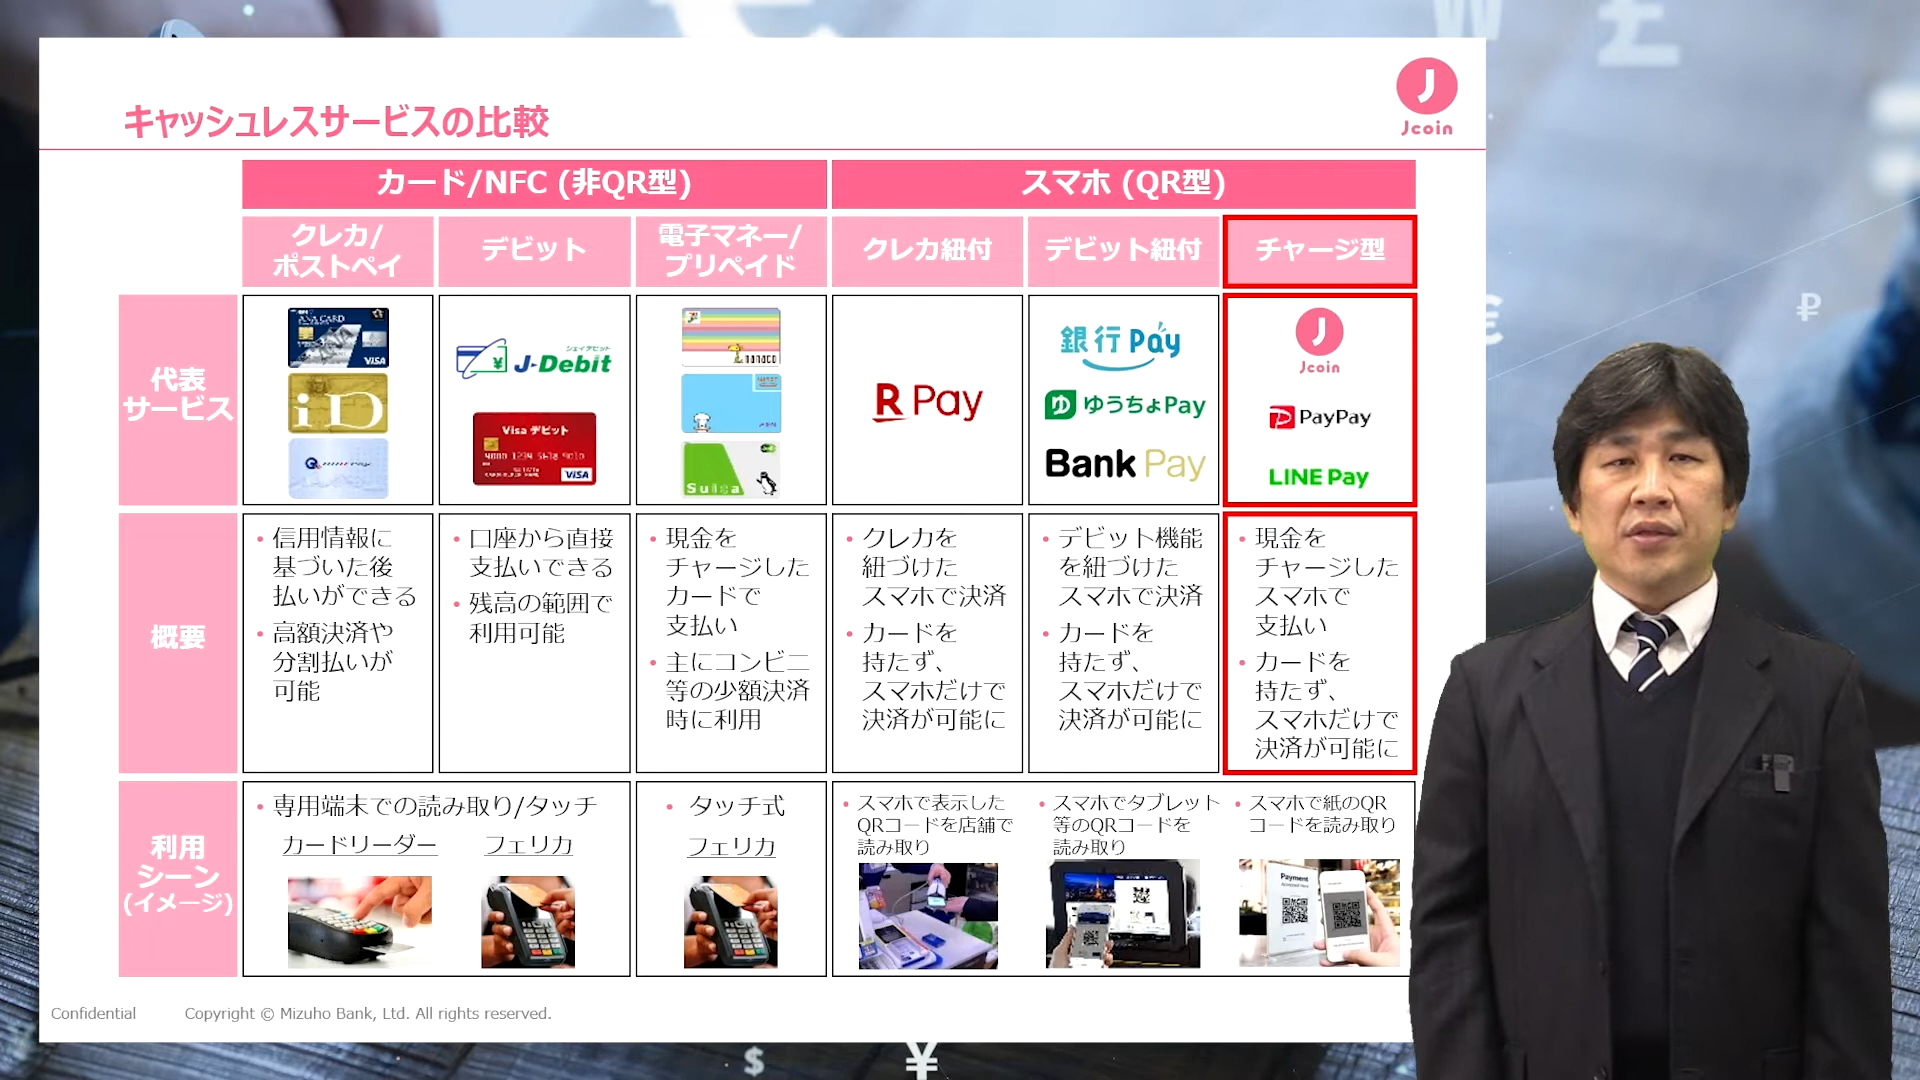 J
Jcoin
キャッシュレスサービスの比較
カード/NFC (非QR型)
スマホ (QR型)
クレカ/
ポストペイ
デビット
電子マネー/
プリペイド
クレカ紐付
デビット紐付
チャージ型
代表
サービス
ANA CARD
VISA
iD
ジェイデビット
J-Debit
Visa デビット
VISA
nanaco
Suica
R Pay
銀行Pay
ゆ ゆうちょPay
Bank Pay
J
Jcoin
P PayPay
LINE Pay
概要
• 信用情報に
基づいた後
払いができる
• 高額決済や
分割払いが
可能
• 口座から直接
支払いできる
• 残高の範囲で
利用可能
• 現金を
チャージした
カードで
支払い
• 主にコンビニ
等の少額決済
時に利用
• クレカを
紐づけた
スマホで決済
• カードを
持たず、
スマホだけで
決済が可能に
• デビット機能
を紐づけた
スマホで決済
• カードを
持たず、
スマホだけで
決済が可能に
• 現金を
チャージした
スマホで
支払い
• カードを
持たず、
スマホだけで
決済が可能に
利用
シーン
(イメージ)
• 専用端末での読み取り/タッチ
カードリーダー
フェリカ
• タッチ式
フェリカ
• スマホで表示した
QRコードを店舗で
読み取り
• スマホでタブレット
等のQRコードを
読み取り
• スマホで紙のQR
コードを読み取り
Payment
Confidential
Copyright © Mizuho Bank, Ltd. All rights reserved.